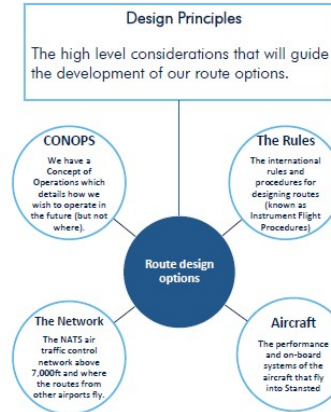 Design Principles
The high level considerations that will guide
the development of our route options.
CONOPS
We have a
Concept of
Operations which
details how we
wish to operate in
the future (but not
where).
The Rules
The international
rules and
procedures for
designing routes
(known as
Instrument Flight
Procedures)
Route design
options
The Network
The NATS air
traffic control
network above
7,000ft and where
the routes from
other airports fly.
Aircraft
The performance
and on-board
systems of the
aircraft that fly
into Stansted